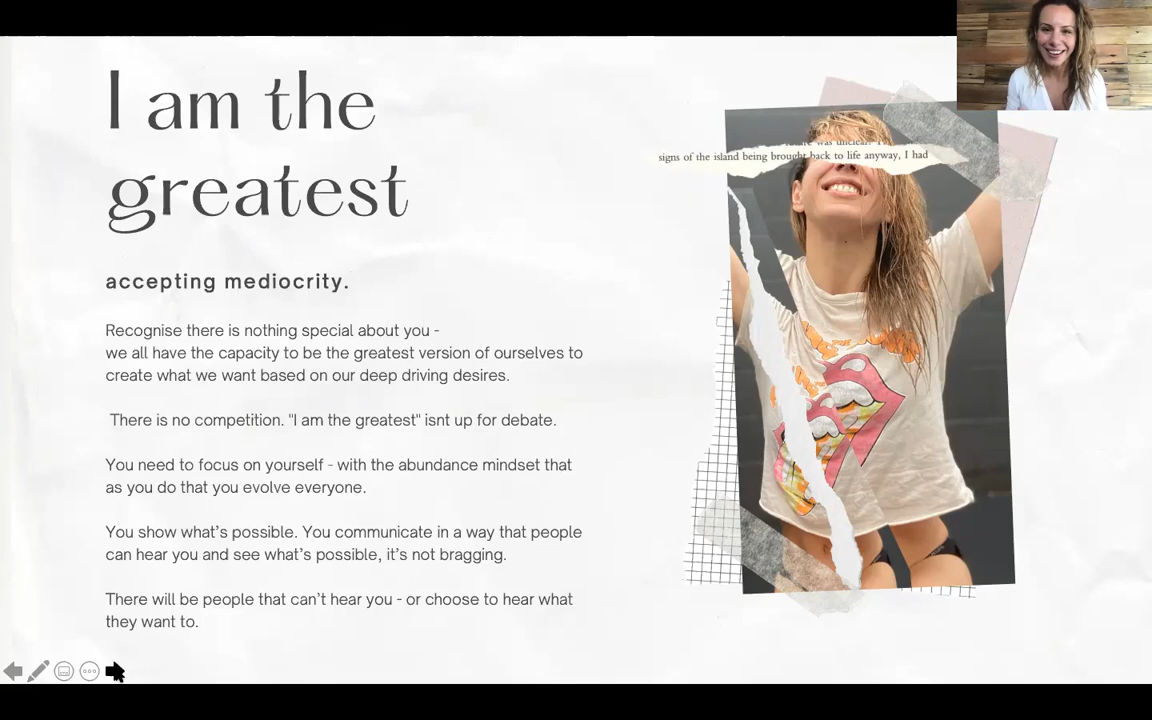 I am the
greatest
accepting mediocrity.
Recognise there is nothing special about you -
we all have the capacity to be the greatest version of ourselves to
create what we want based on our deep driving desires.
There is no competition. "I am the greatest" isnt up for debate.
You need to focus on yourself - with the abundance mindset that
as you do that you evolve everyone.
You show what’s possible. You communicate in a way that people
can hear you and see what’s possible, it’s not bragging.
There will be people that can’t hear you - or choose to hear what
they want to.
was unclear.
signs of the island being brought back to life anyway, I had